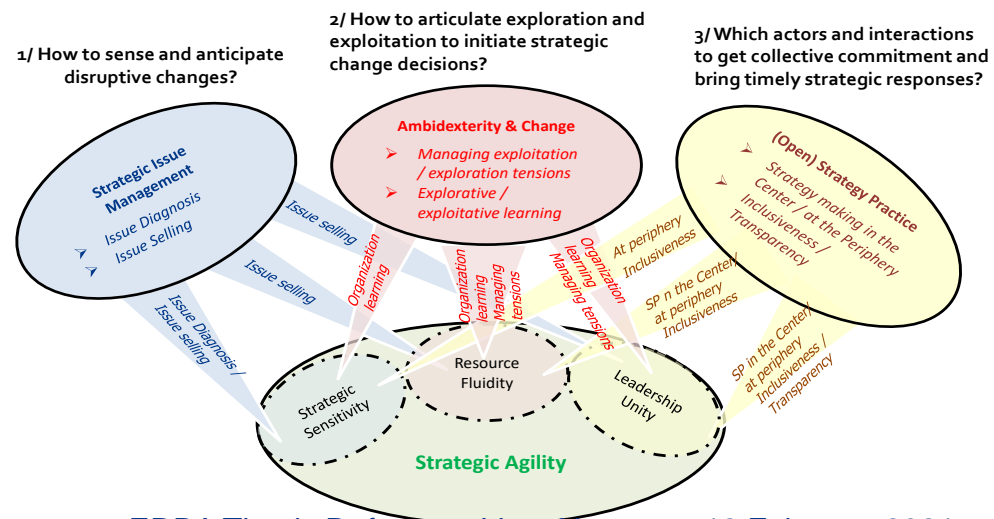 1/ How to sense and anticipate
disruptive changes?
2/ How to articulate exploration and
exploitation to initiate strategic
change decisions?
3/ Which actors and interactions
to get collective commitment and
bring timely strategic responses?
Strategic Issue
Management
➢ Issue Diagnosis
➢ Issue Selling
Ambidexterity & Change
➢ Managing exploitation
/ exploration tensions
➢ Explorative /
exploitative learning
(Open) Strategy Practice
➢ Strategy making in the
Center / at the Periphery
➢ Inclusiveness /
Transparency
Issue selling
Issue selling
Issue Diagnosis /
Issue selling
Organization
learning
Organization
learning
Managing
tensions
Organization
learning
Managing tensions
At periphery
Inclusiveness
SP n the Center/
at periphery
Inclusiveness
SP in the Center/
at periphery
Inclusiveness /
Transparency
Strategic
Sensitivity
Resource
Fluidity
Leadership
Unity
Strategic Agility